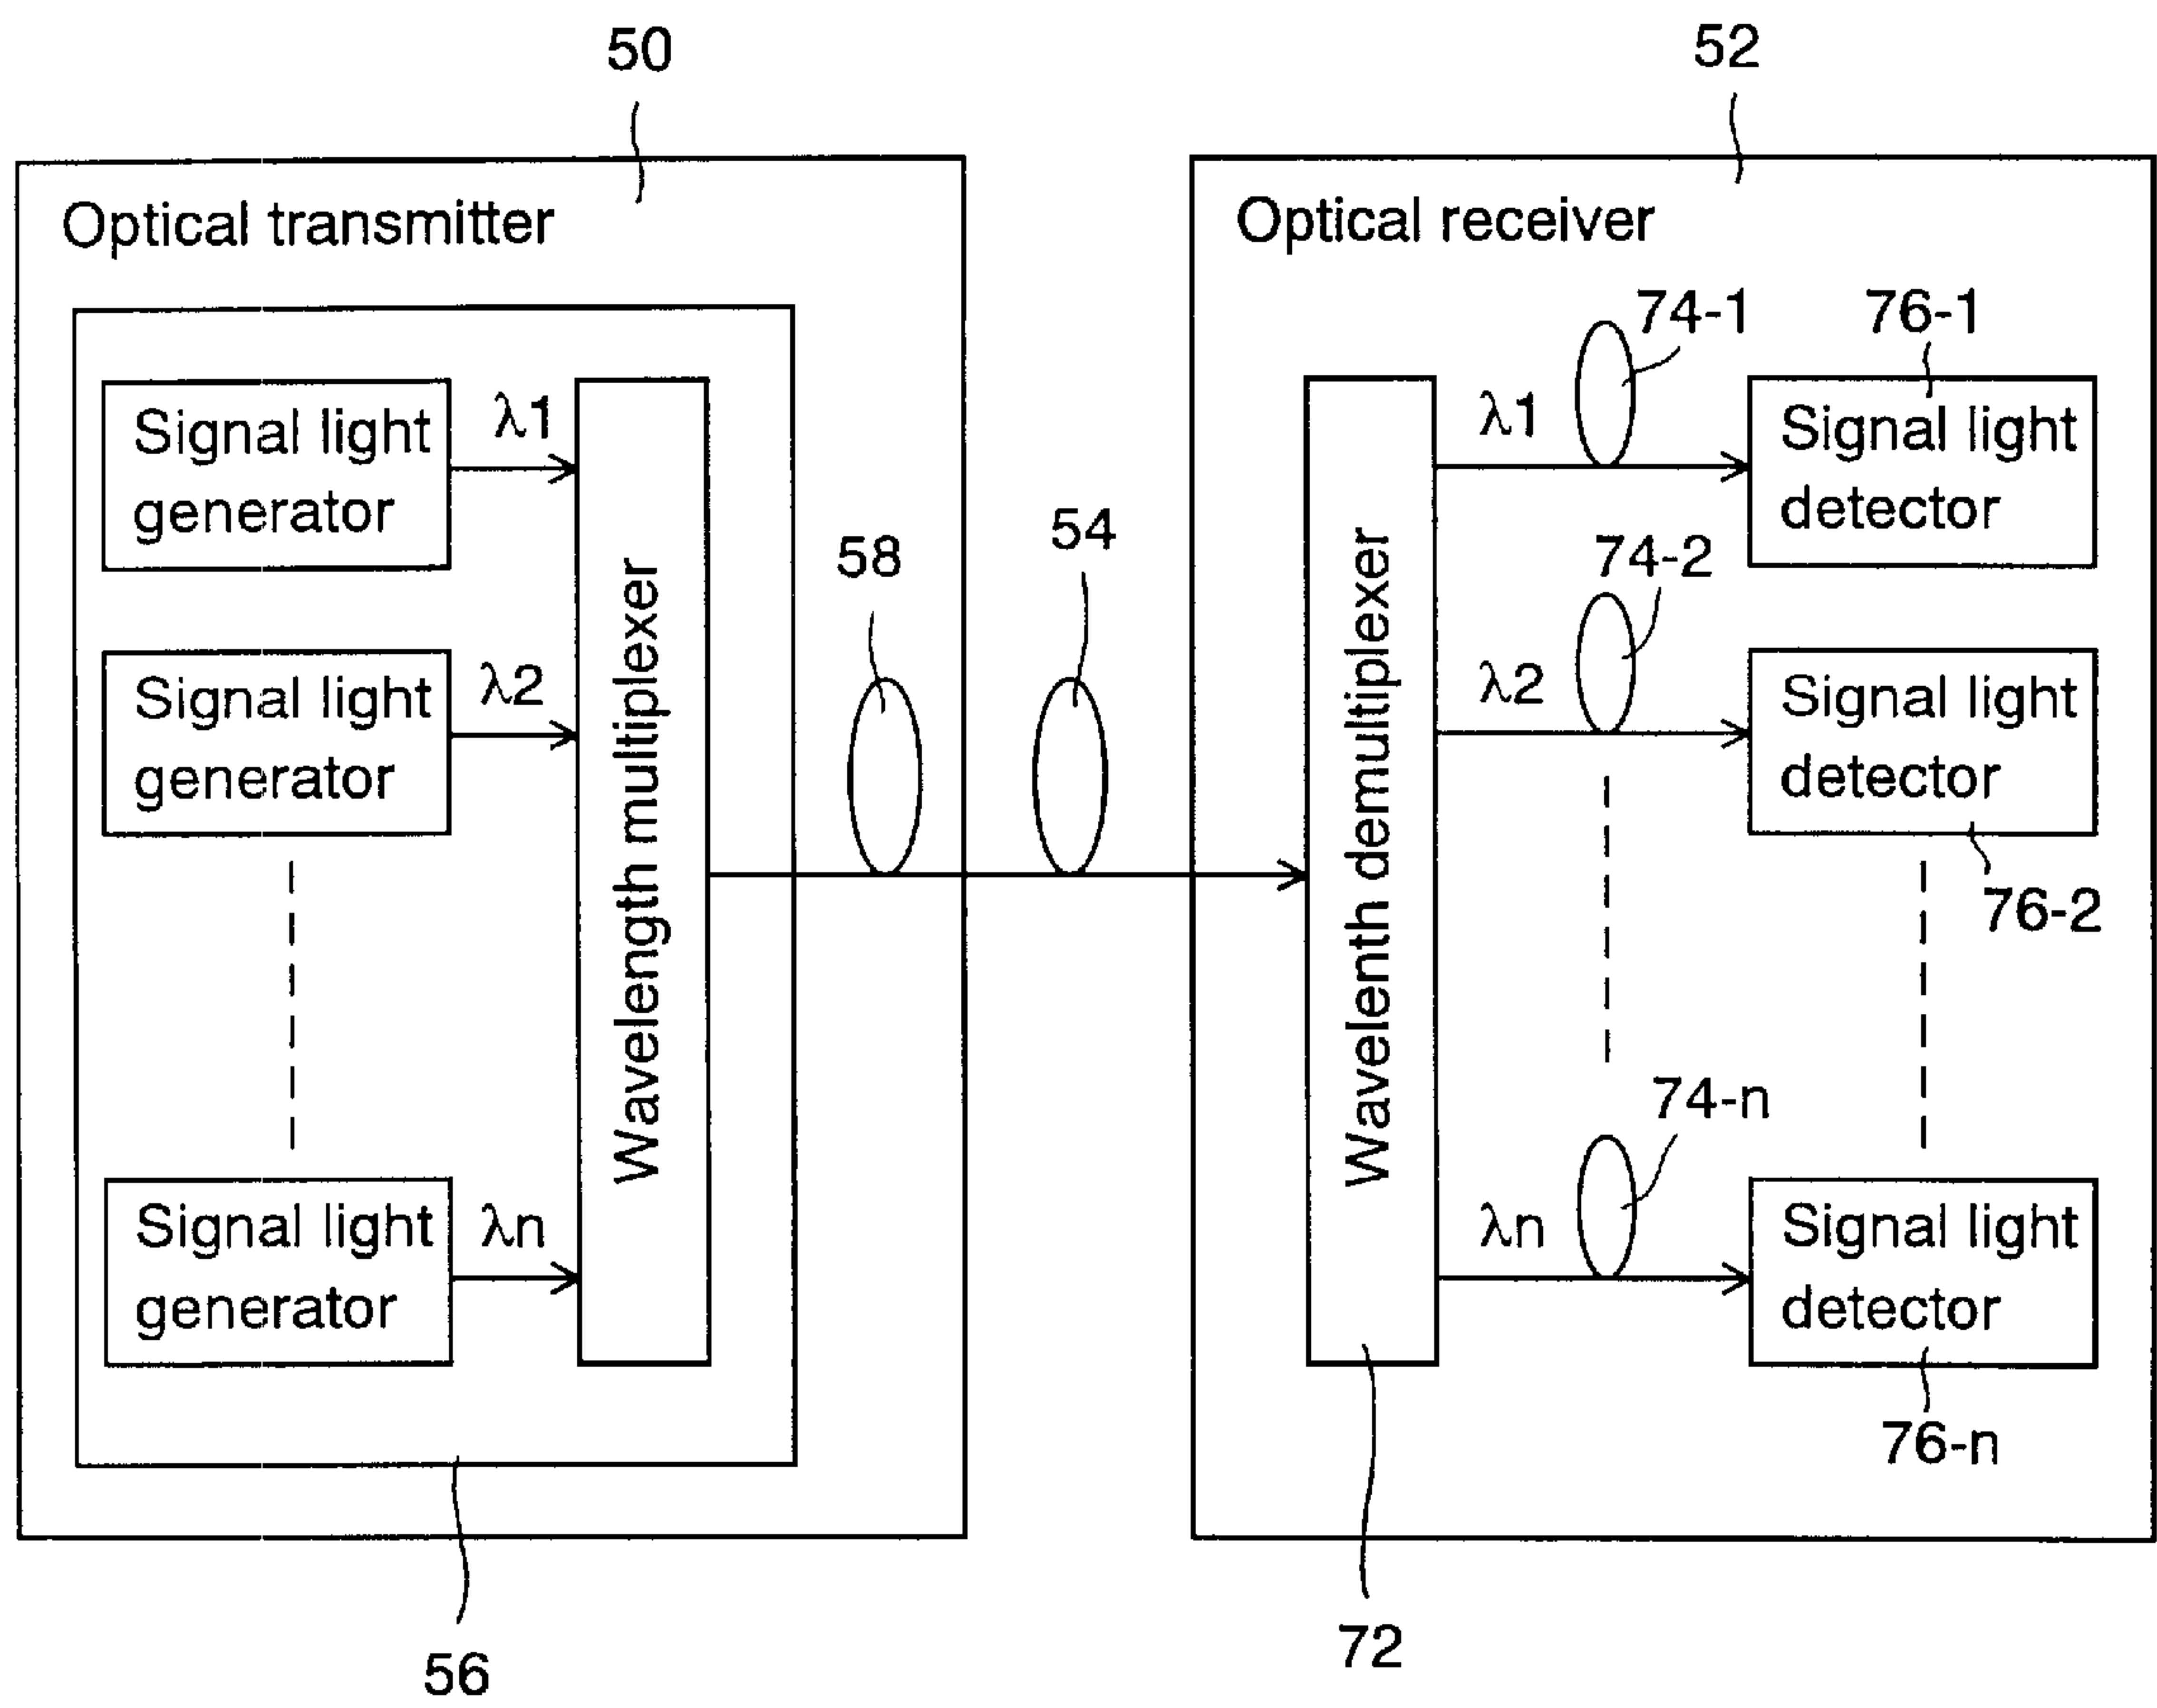 50
52
Optical transmitter
Optical receiver
Signal light
generator
λ1
Signal light
generator
λ2
Signal light
generator
λn
Wavelength multiplexer
58
54
Wavelenth demultiplexer
λ1
74-1
76-1
Signal light
detector
λ2
74-2
Signal light
detector
76-2
λn
74-n
Signal light
detector
76-n
56
72